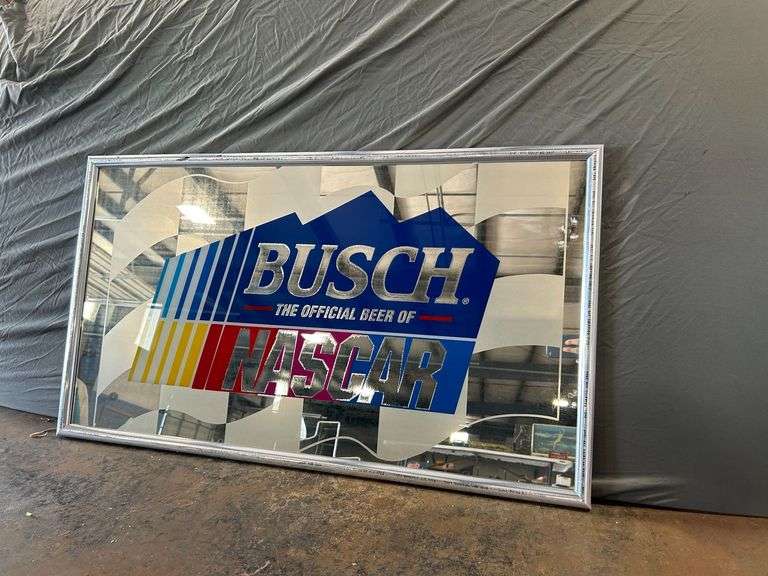 BUSCH®
THE OFFICIAL BEER OF
NASCAR